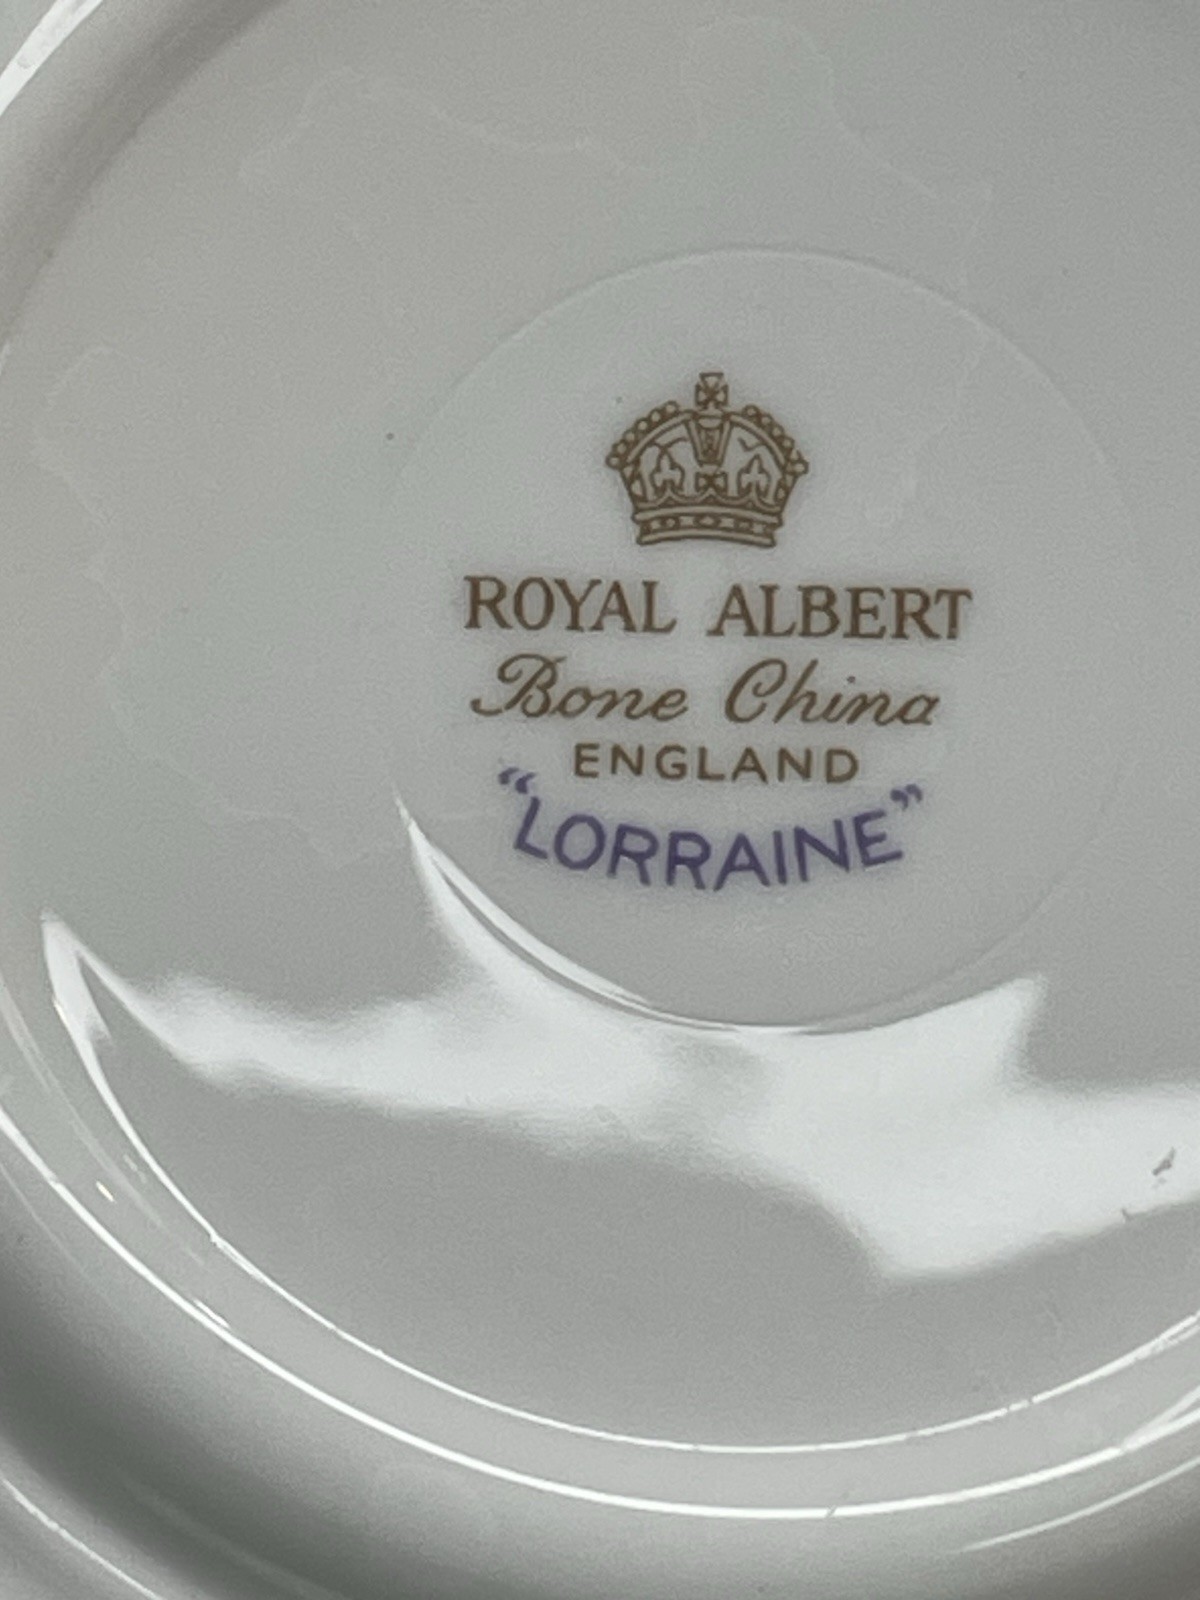 ROYAL ALBERT
Bone China
ENGLAND
“LORRAINE”